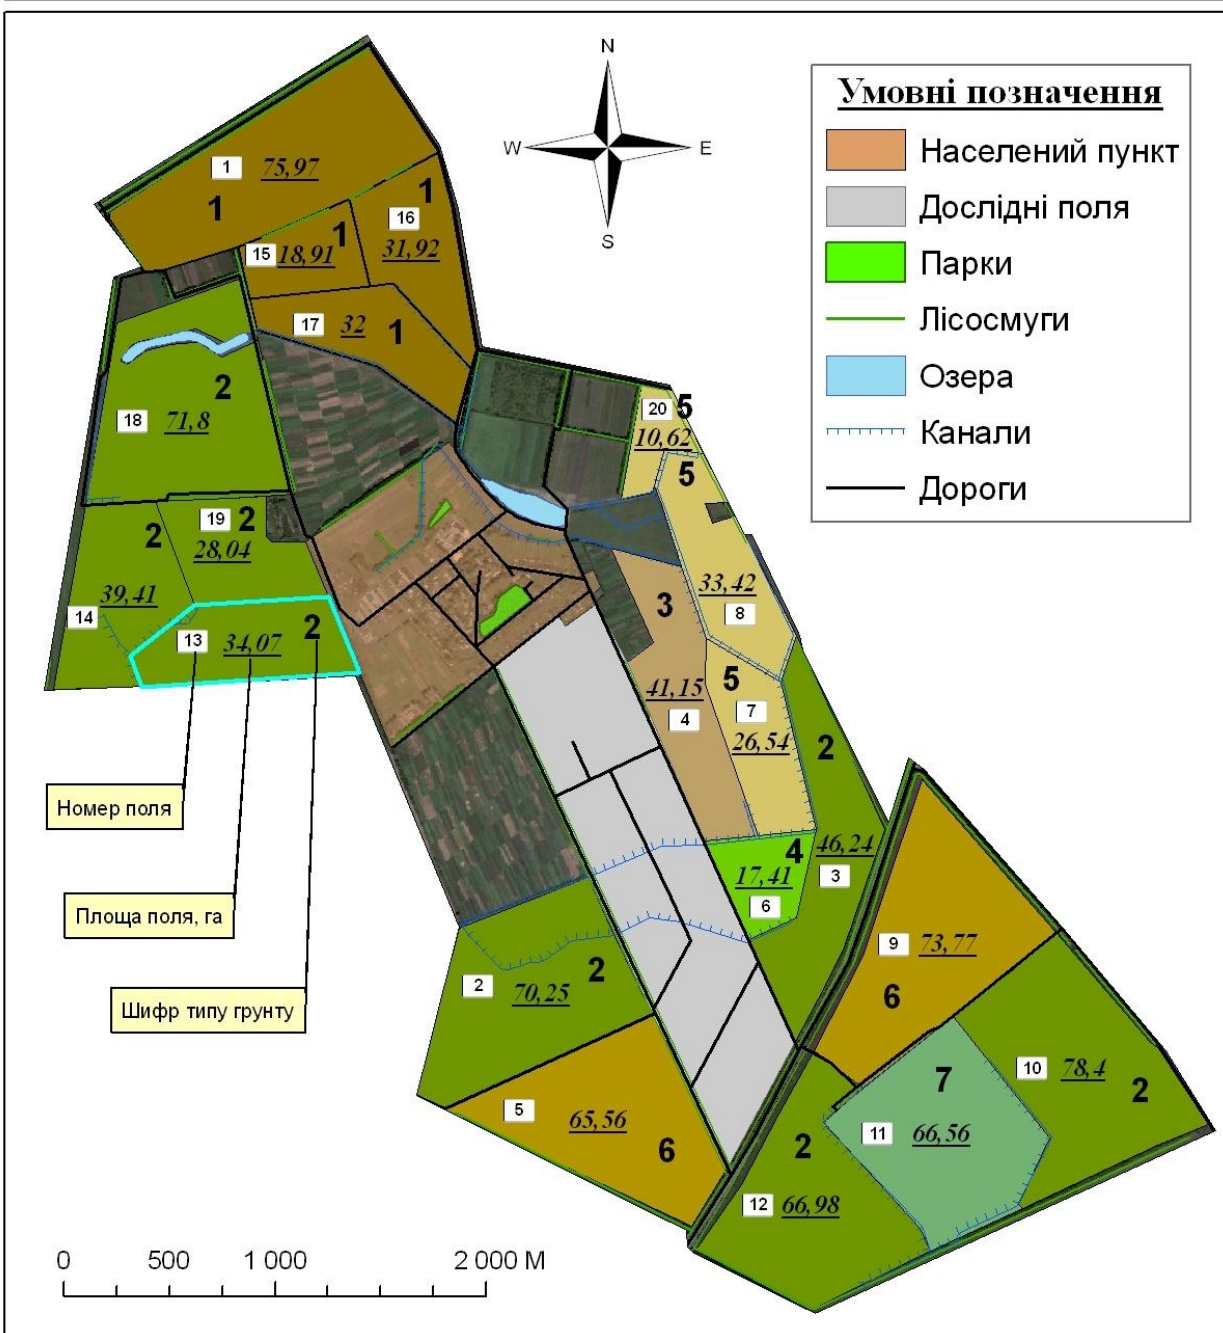 N
W
E
S
Умовні позначення
Населений пункт
Дослідні поля
Парки
Лісосмуги
Озера
Канали
Дороги
1 75,97
1
1
16
31,92
15 18,91
1
17 32
1
2
18 71,8
20 5
10,62
5
19 2
28,04
2
39,41
14
13 34,07 2
3
33,42
8
41,15
4
5
7
26,54
2
Номер поля
Площа поля, га
Шифр типу грунту
4
17,41
6
46,24
3
9 73,77
6
2 70,25
2
5 65,56
6
7
11 66,56
10 78,4
2
2
12 66,98
0 500 1 000 2 000 М